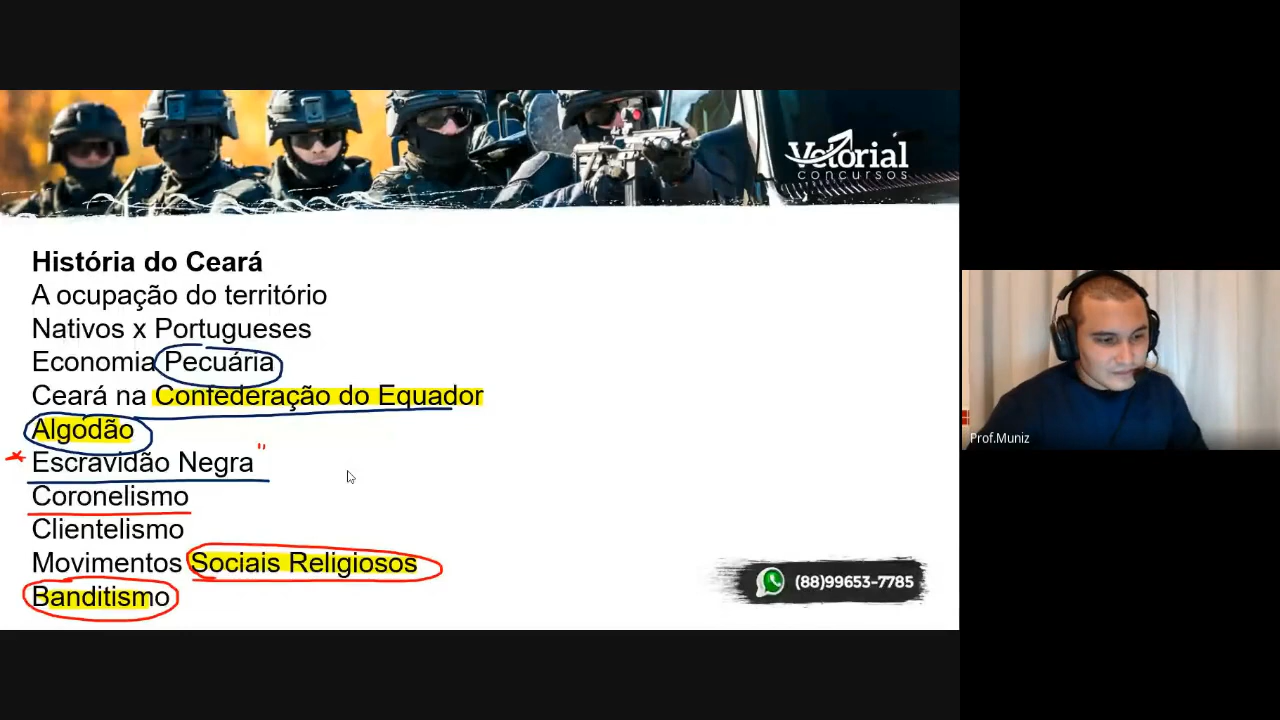 Vetorial
concursos
História do Ceará
A ocupação do território
Nativos x Portugueses
Economia Pecuária
Ceará na Confederação do Equador
Algodão
Escravidão Negra
Coronelismo
Clientelismo
Movimentos Sociais Religiosos
Banditismo
(88)99653-7785
Prof.Muniz